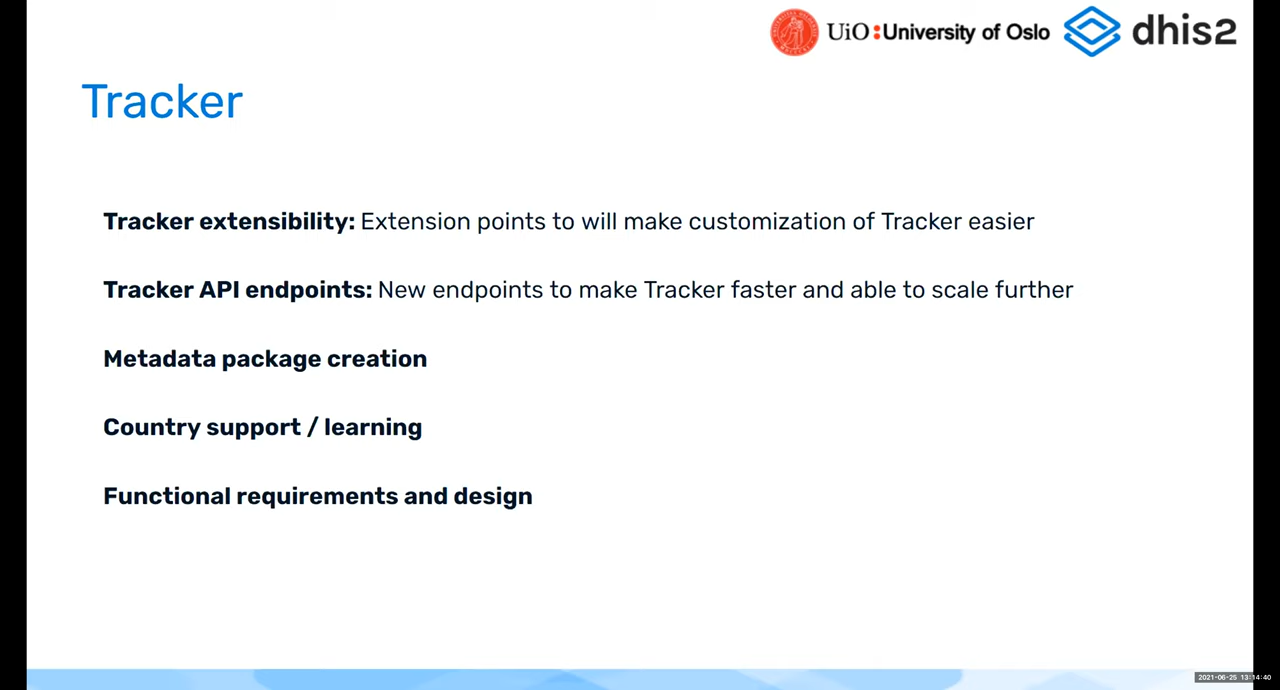 UiO:University of Oslo
dhis2
Tracker
Tracker extensibility: Extension points to will make customization of Tracker easier
Tracker API endpoints: New endpoints to make Tracker faster and able to scale further
Metadata package creation
Country support / learning
Functional requirements and design
2021-06-25 13:14:40